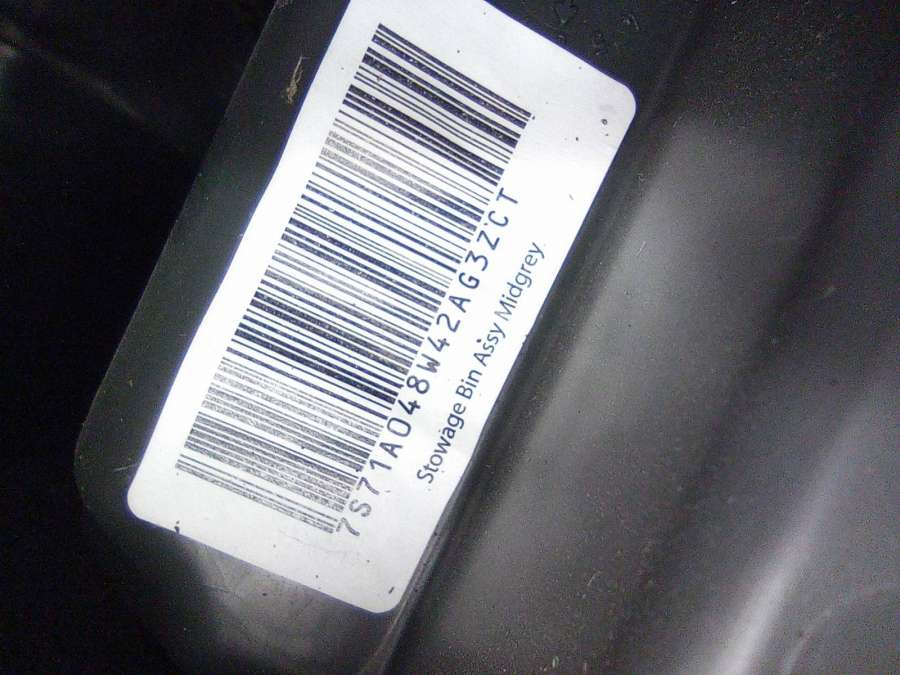 7S71A048W42AG3ZCT
Stowage Bin Assy Midgrey